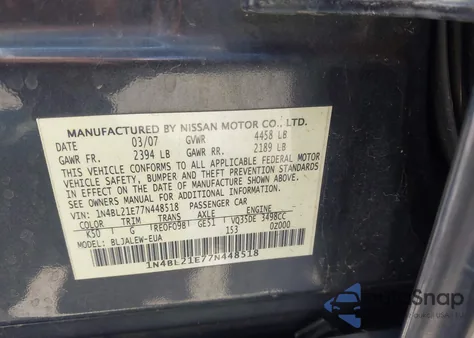 MANUFACTURED BY NISSAN MOTOR CO., LTD.
DATE 03/07 GVWR 4458 LB
GAWR FR. 2394 LB GAWR RR. 2189 LB
THIS VEHICLE CONFORMS TO ALL APPLICABLE FEDERAL MOTOR
VEHICLE SAFETY, BUMPER AND THEFT PREVENTION STANDARDS
IN EFFECT ON THE DATE OF MANUFACTURE SHOWN ABOVE.
SEE OWNERS MANUAL FOR ADDITIONAL INFORMATION.
1N4BL21E77N448518 PASSENGER CAR
COLOR TRIM TRANS AXLE ENGINE
K50 G RE0F09B GE51 VQ35DE 3498CC
MODEL BLJALEW-EUA 153 02000
1N4BL21E77N448518
Snap